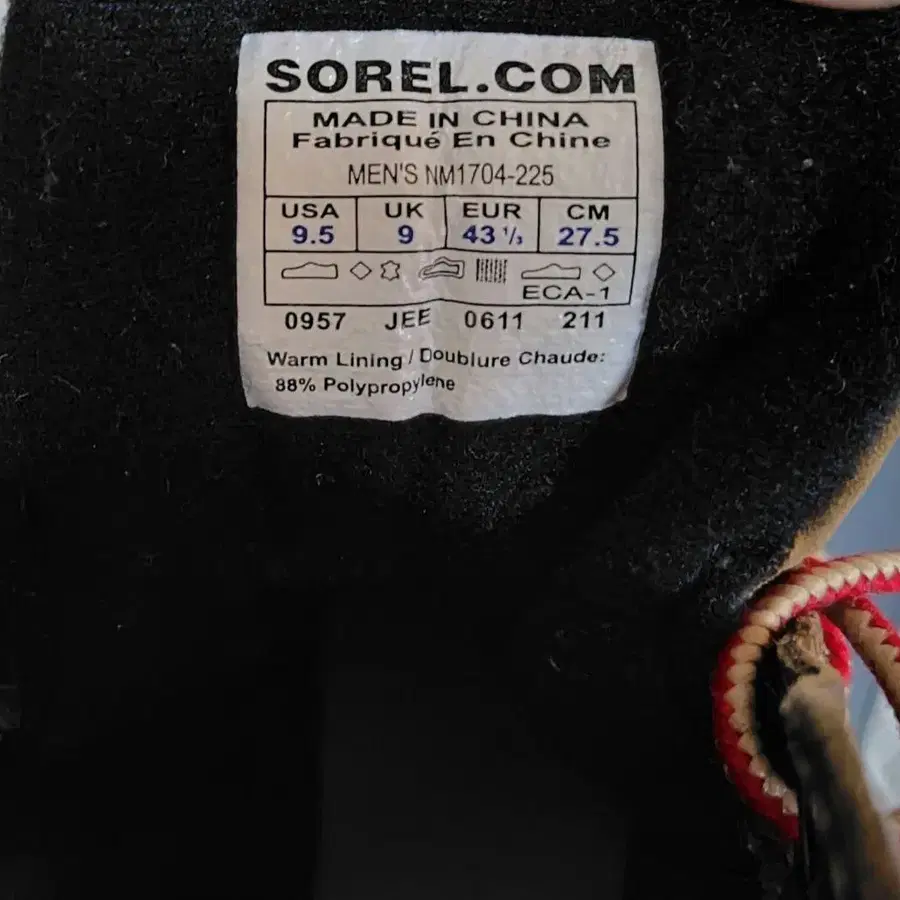 SOREL.COM
MADE IN CHINA
Fabriqué En Chine
MEN'S NM1704-225
USA UK EUR CM
9.5 9 43 ⅓ 27.5
ECA-1
0957 JEE 0611 211
Warm Lining / Doublure Chaude:
88% Polypropylene